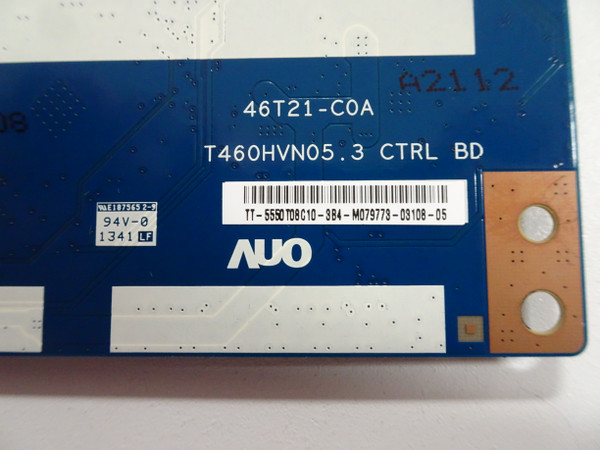 A2112
46T21-C0A
08
T460HVN05.3 CTRL BD
TT-5550T08C10-3B4-M079773-03108-05
E187565 2-9
94V-0
1341 LF
AUO